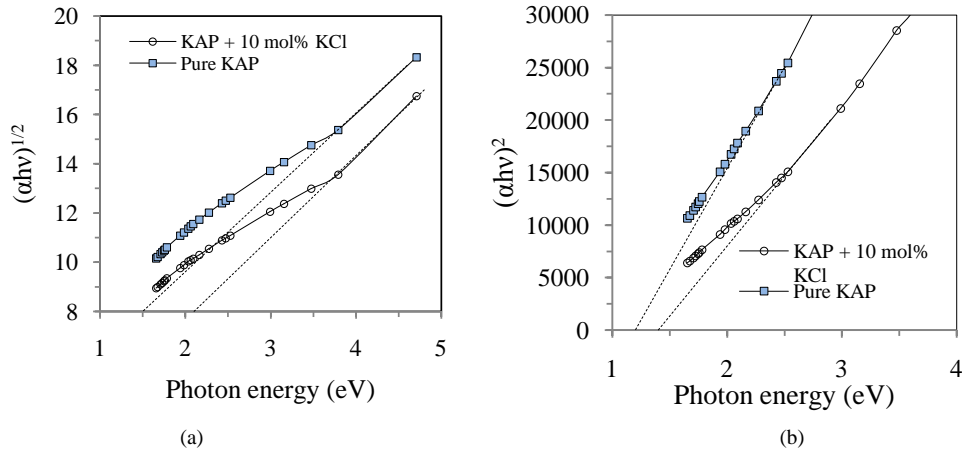 20
18
16
14
12
10
8
1
2
3
4
5
((αhν)^{1/2}
Photon energy (eV)
KAP + 10 mol% KCl
Pure KAP
(a)
30000
25000
20000
15000
10000
5000
0
1
2
3
4
((αhν)^2
Photon energy (eV)
KAP + 10 mol%
KCl
Pure KAP
(b)